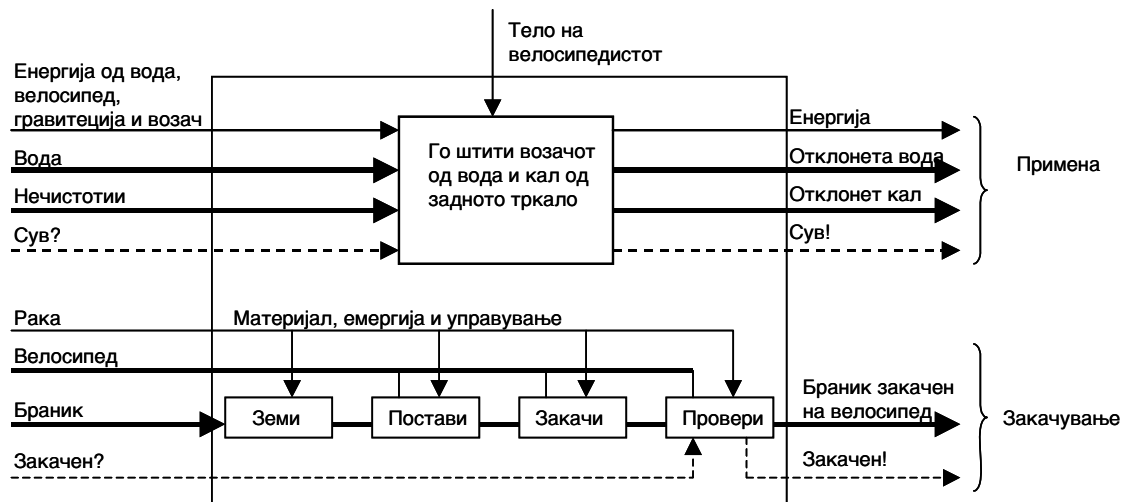 Тело на
велосипедистот
Енергија од вода,
велосипед,
гравитеција и возач
Вода
Нечистотии
Сув?
Го штити возачот
од вода и кал од
задното тркало
Енергија
Отклонета вода
Отклонет кал
Сув!
Примена
Рака
Материјал, емергија и управување
Велосипед
Браник
Земи
Постави
Закачи
Провери
Браник закачен
на велосипед
Закачување
Закачен?
Закачен!